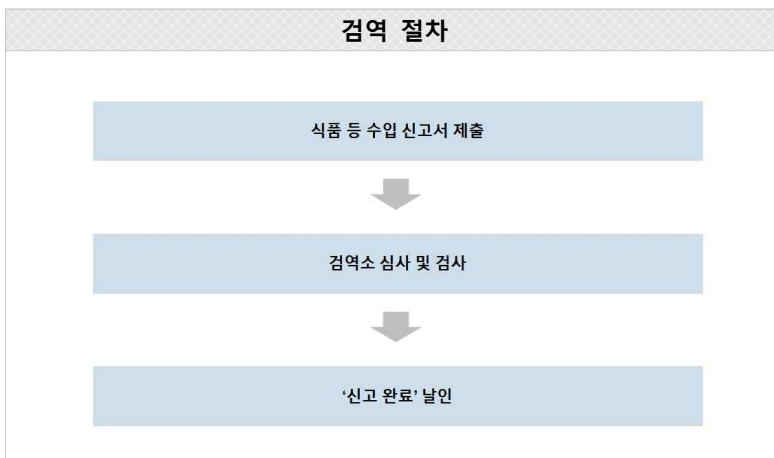 검역 절차
식품 등 수입 신고서 제출
검역소 심사 및 검사
‘신고 완료’ 날인